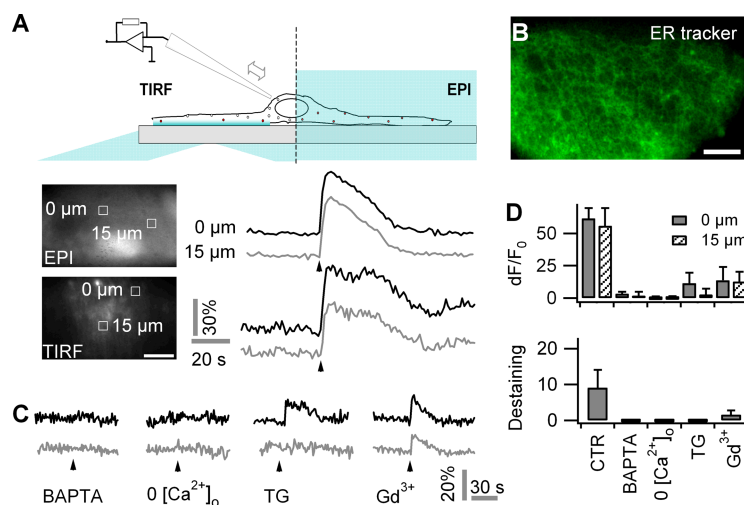 A
TIRF
EPI
B
ER tracker
0 µm
15 µm
EPI
0 µm
15 µm
TIRF
0 µm
15 µm
30%
20 s
C
BAPTA
0 [Ca²⁺]ₒ
TG
Gd³⁺
20%
30 s
D
0 µm
15 µm
dF/F₀
50
0
Destaining
20
10
0
CTR
BAPTA
0 [Ca²⁺]ₒ
TG
Gd³⁺